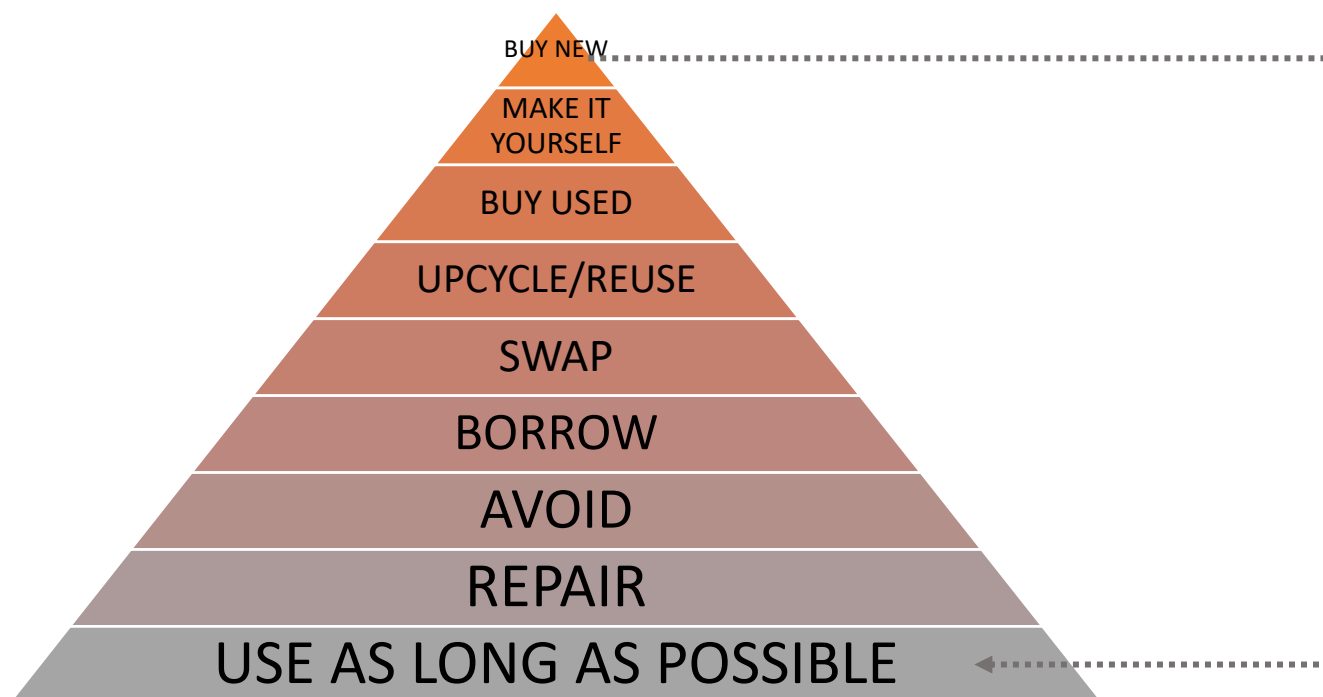 BUY NEW
MAKE IT
YOURSELF
BUY USED
UPCYCLE/REUSE
SWAP
BORROW
AVOID
REPAIR
USE AS LONG AS POSSIBLE